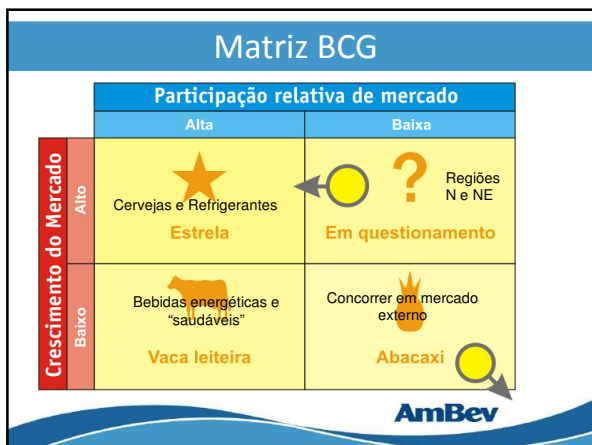 Matriz BCG
Participação relativa de mercado
Alta
Baixa
Crescimento do Mercado
Alto
Cervejas e Refrigerantes
Estrela
?
Regiões
N e NE
Em questionamento
Baixo
Bebidas energéticas e
“saudáveis”
Vaca leiteira
Concorrer em mercado
externo
Abacaxi
AmBev